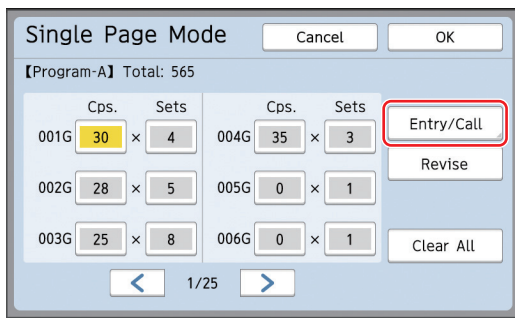 Single Page Mode Cancel OK
【Program-A】 Total: 565
Cps. Sets Cps. Sets
001G 30 × 4 004G 35 × 3 Entry/Call
Revise
002G 28 × 5 005G 0 × 1
003G 25 × 8 006G 0 × 1 Clear All
< 1/25 >